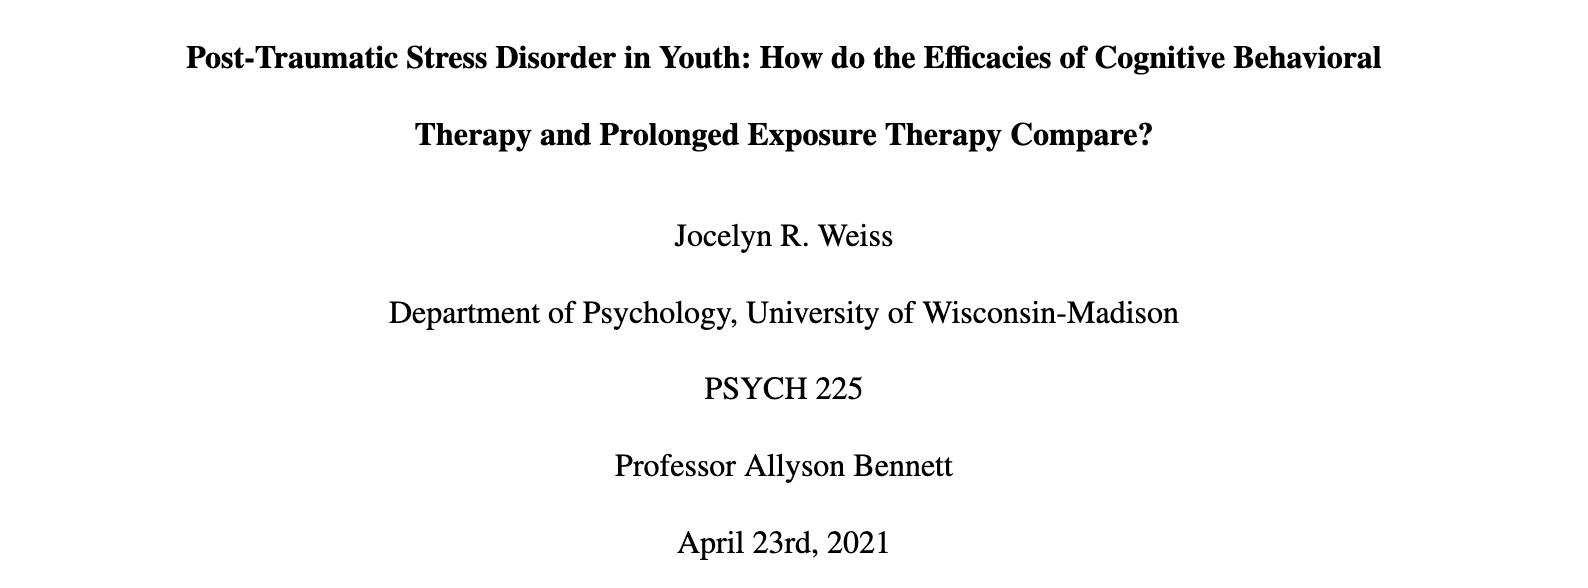 Post-Traumatic Stress Disorder in Youth: How do the Efficacies of Cognitive Behavioral
Therapy and Prolonged Exposure Therapy Compare?
Jocelyn R. Weiss
Department of Psychology, University of Wisconsin-Madison
PSYCH 225
Professor Allyson Bennett
April 23rd, 2021